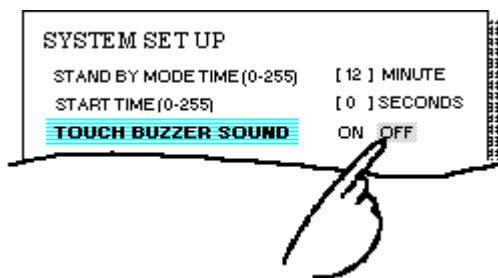 SYSTEM SET UP
STAND BY MODE TIME (0-255) [ 12 ] MINUTE
START TIME (0-255) [ 0 ] SECONDS
TOUCH BUZZER SOUND ON OFF